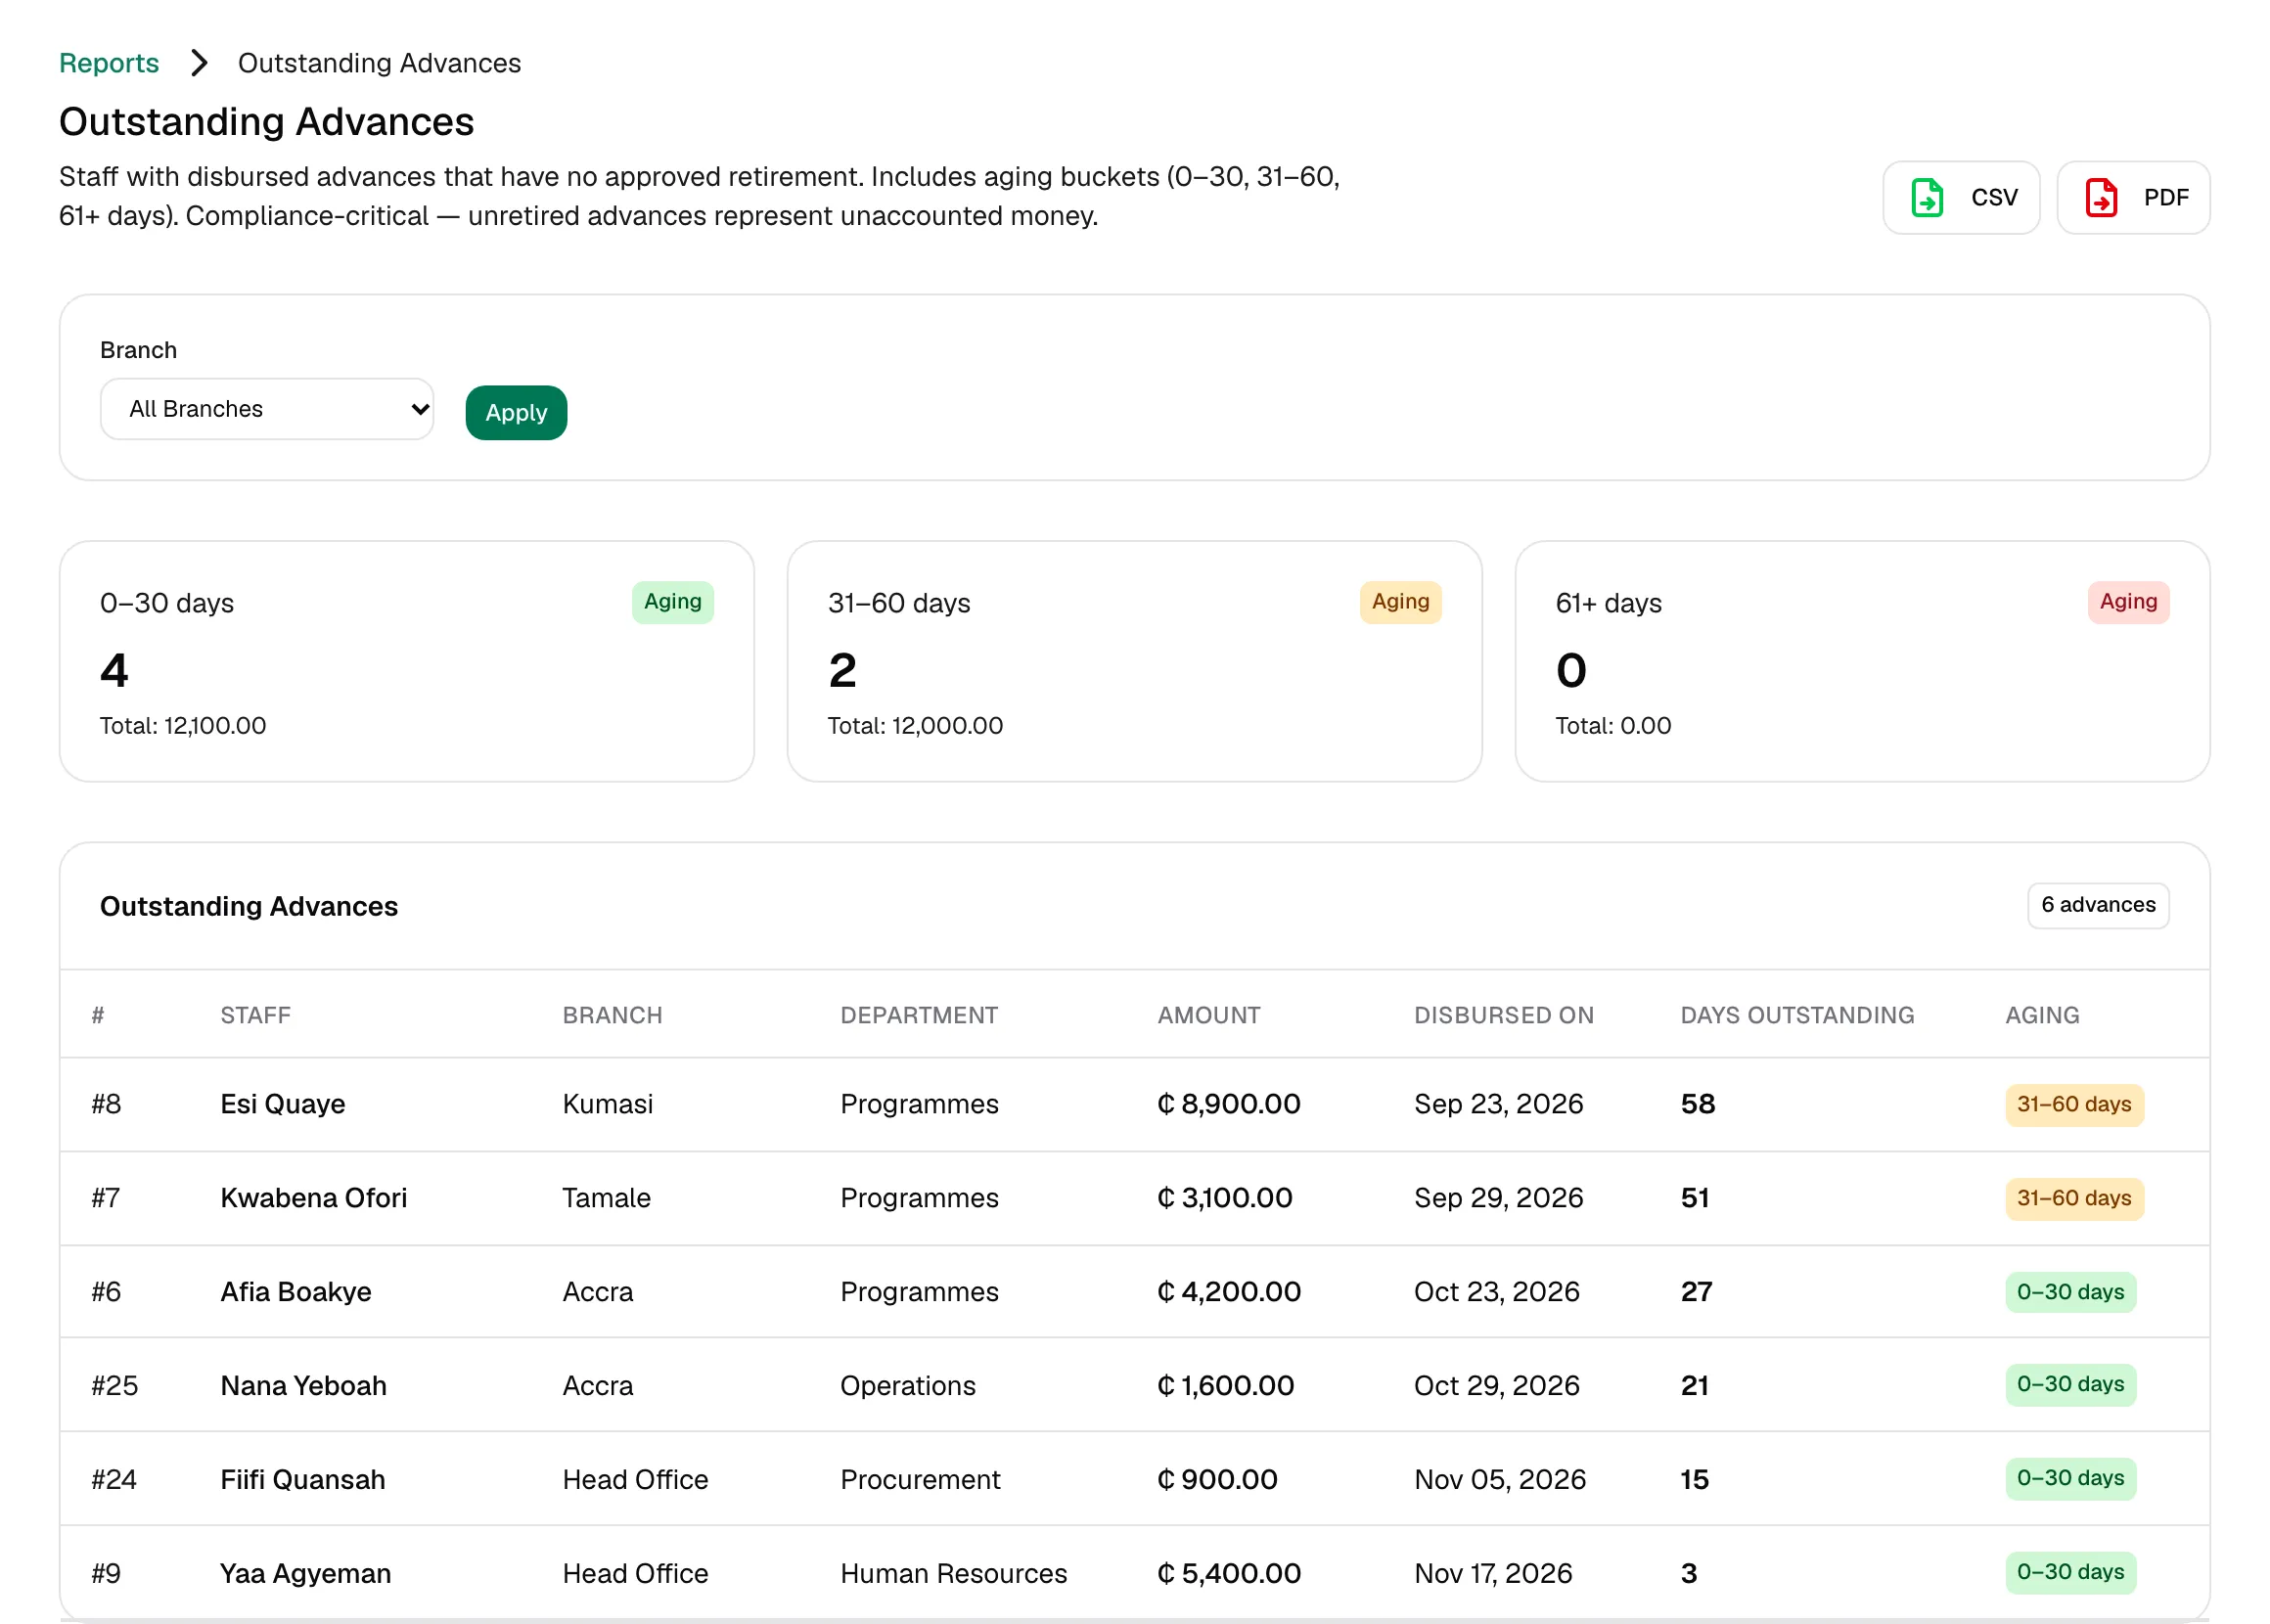 Reports > Outstanding Advances
Outstanding Advances
Staff with disbursed advances that have no approved retirement. Includes aging buckets (0–30, 31–60,
61+ days). Compliance-critical — unretired advances represent unaccounted money.
CSV PDF
Branch
All Branches Apply
0–30 days Aging 31–60 days Aging 61+ days Aging
4 2 0
Total: 12,100.00 Total: 12,000.00 Total: 0.00
Outstanding Advances 6 advances
# STAFF BRANCH DEPARTMENT AMOUNT DISBURSED ON DAYS OUTSTANDING AGING
#8 Esi Quaye Kumasi Programmes ₵ 8,900.00 Sep 23, 2026 58 31–60 days
#7 Kwabena Ofori Tamale Programmes ₵ 3,100.00 Sep 29, 2026 51 31–60 days
#6 Afia Boakye Accra Programmes ₵ 4,200.00 Oct 23, 2026 27 0–30 days
#25 Nana Yeboah Accra Operations ₵ 1,600.00 Oct 29, 2026 21 0–30 days
#24 Fiifi Quansah Head Office Procurement ₵ 900.00 Nov 05, 2026 15 0–30 days
#9 Yaa Agyeman Head Office Human Resources ₵ 5,400.00 Nov 17, 2026 3 0–30 days